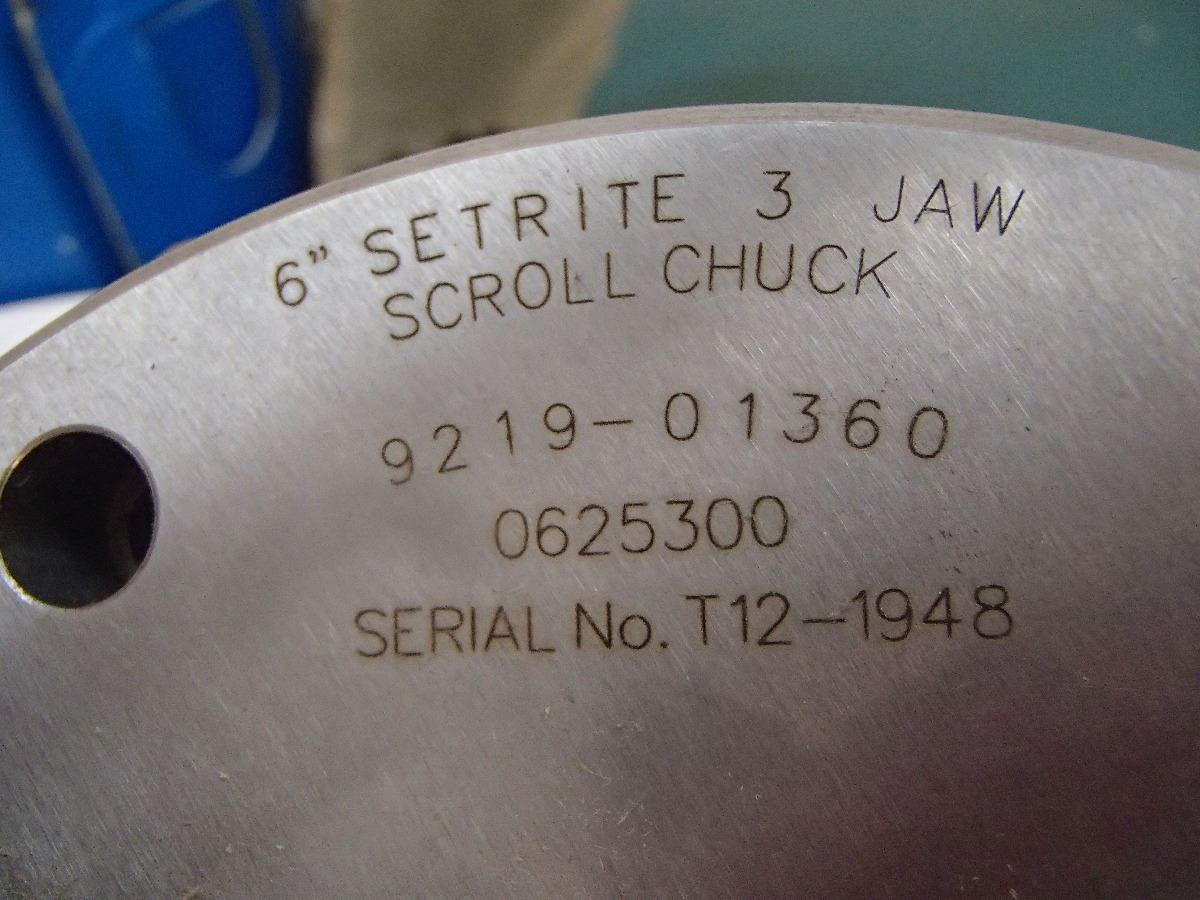 6” SETRITE 3 JAW
SCROLL CHUCK
9219-01360
0625300
SERIAL No. T12-1948